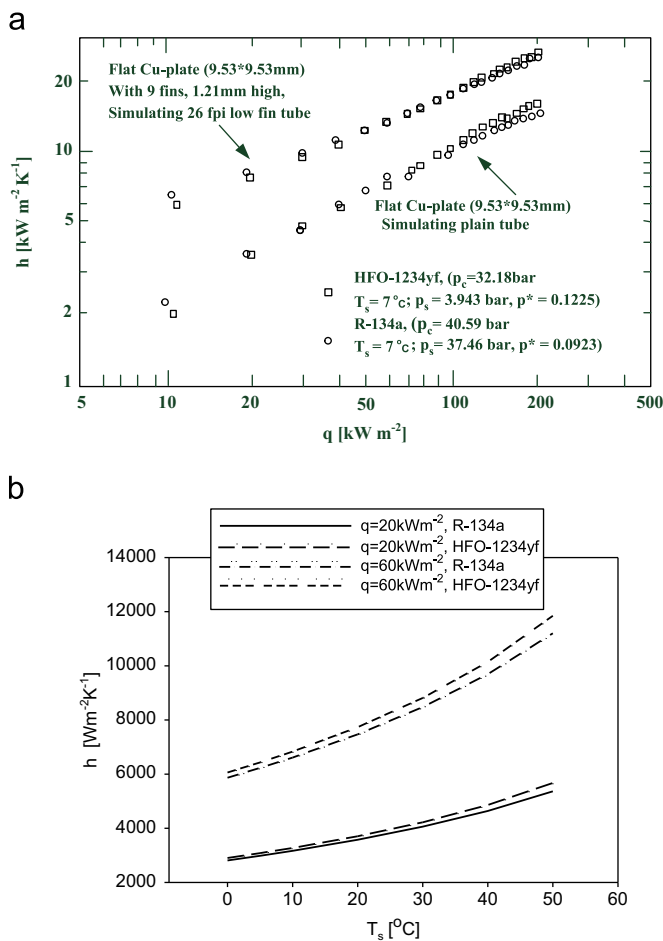 a
20
10
5
2
1
h [kW m-2 K-1]
Flat Cu-plate (9.53*9.53mm)
With 9 fins, 1.21mm high,
Simulating 26 fpi low fin tube
Flat Cu-plate (9.53*9.53mm)
Simulating plain tube
HFO-1234yf, (pc=32.18bar
Ts= 7 °c; ps= 3.943 bar, p* = 0.1225)
R-134a, (pc= 40.59 bar
Ts= 7 °c; ps= 37.46 bar, p* = 0.0923)
5 10 20 50 100 200 500
q [kW m-2]
b
q=20kWm-2, R-134a
q=20kWm-2, HFO-1234yf
q=60kWm-2, R-134a
q=60kWm-2, HFO-1234yf
14000
12000
10000
8000
6000
4000
2000
h [Wm-2K-1]
0 10 20 30 40 50 60
Ts [oC]